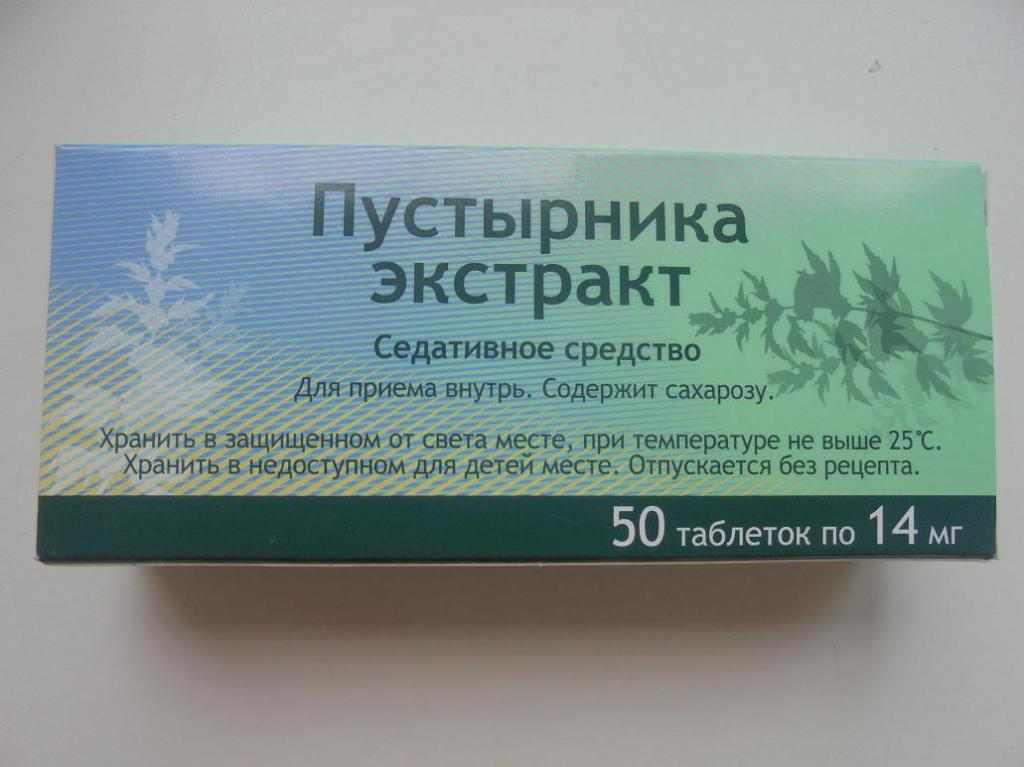 Пустырника
экстракт
Седативное средство
Для приема внутрь. Содержит сахарозу.
Хранить в защищенном от света месте, при температуре не выше 25°C.
Хранить в недоступном для детей месте. Отпускается без рецепта.
50 таблеток по 14 мг